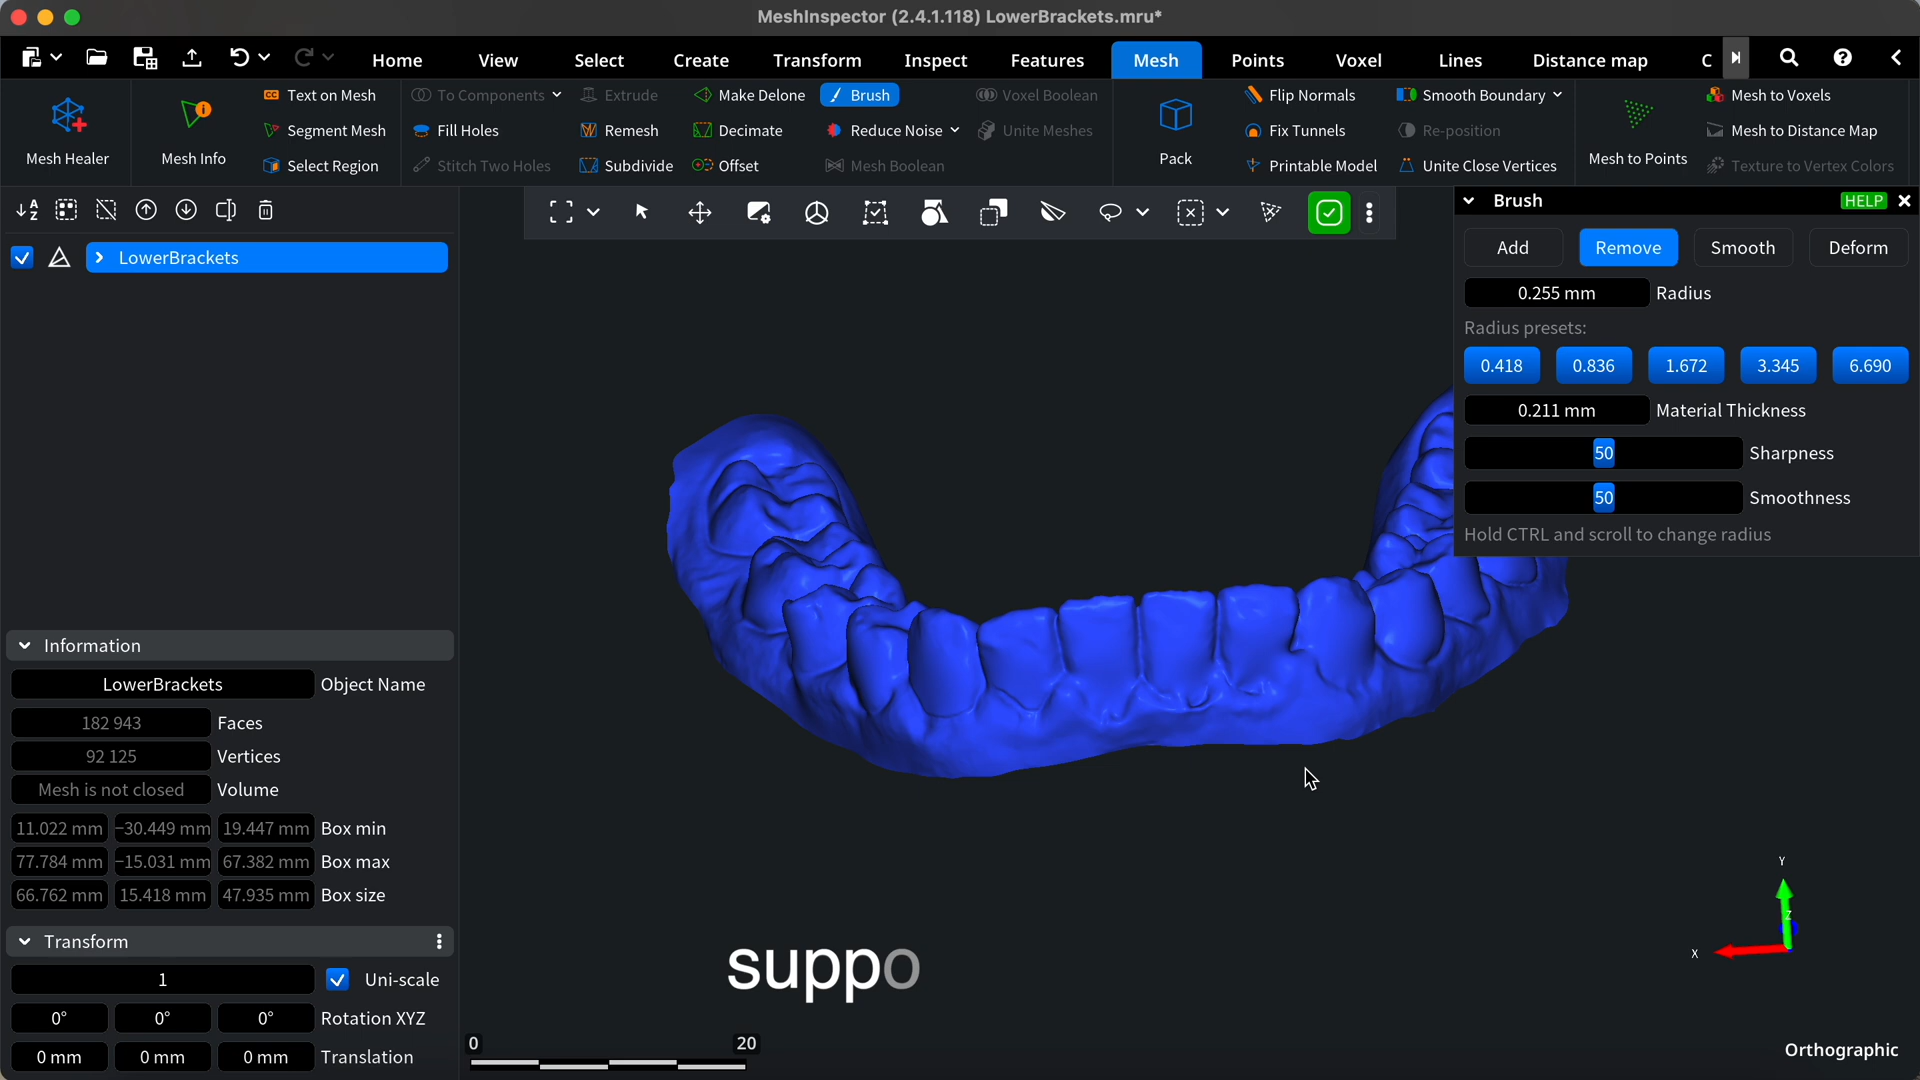 MeshInspector (2.4.1.118) LowerBrackets.mru*
Home View Select Create Transform Inspect Features Mesh Points Voxel Lines Distance map C
Mesh Healer
Mesh Info
Text on Mesh
Segment Mesh
Select Region
To Components
Fill Holes
Stitch Two Holes
Extrude
Remesh
Subdivide
Make Delone
Decimate
Offset
Brush
Reduce Noise
Mesh Boolean
Voxel Boolean
Unite Meshes
Pack
Flip Normals
Fix Tunnels
Printable Model
Smooth Boundary
Re-position
Unite Close Vertices
Mesh to Points
Mesh to Voxels
Mesh to Distance Map
Texture to Vertex Colors
LowerBrackets
Brush HELP
Add Remove Smooth Deform
0.255 mm Radius
Radius presets:
0.418 0.836 1.672 3.345 6.690
0.211 mm Material Thickness
50 Sharpness
50 Smoothness
Hold CTRL and scroll to change radius
Information
LowerBrackets Object Name
182 943 Faces
92 125 Vertices
Mesh is not closed Volume
11.022 mm -30.449 mm 19.447 mm Box min
77.784 mm -15.031 mm 67.382 mm Box max
66.762 mm 15.418 mm 47.935 mm Box size
Transform
1 Uni-scale
0° 0° 0° Rotation XYZ
0 mm 0 mm 0 mm Translation
suppo
0 20
Y
Z
X
Orthographic